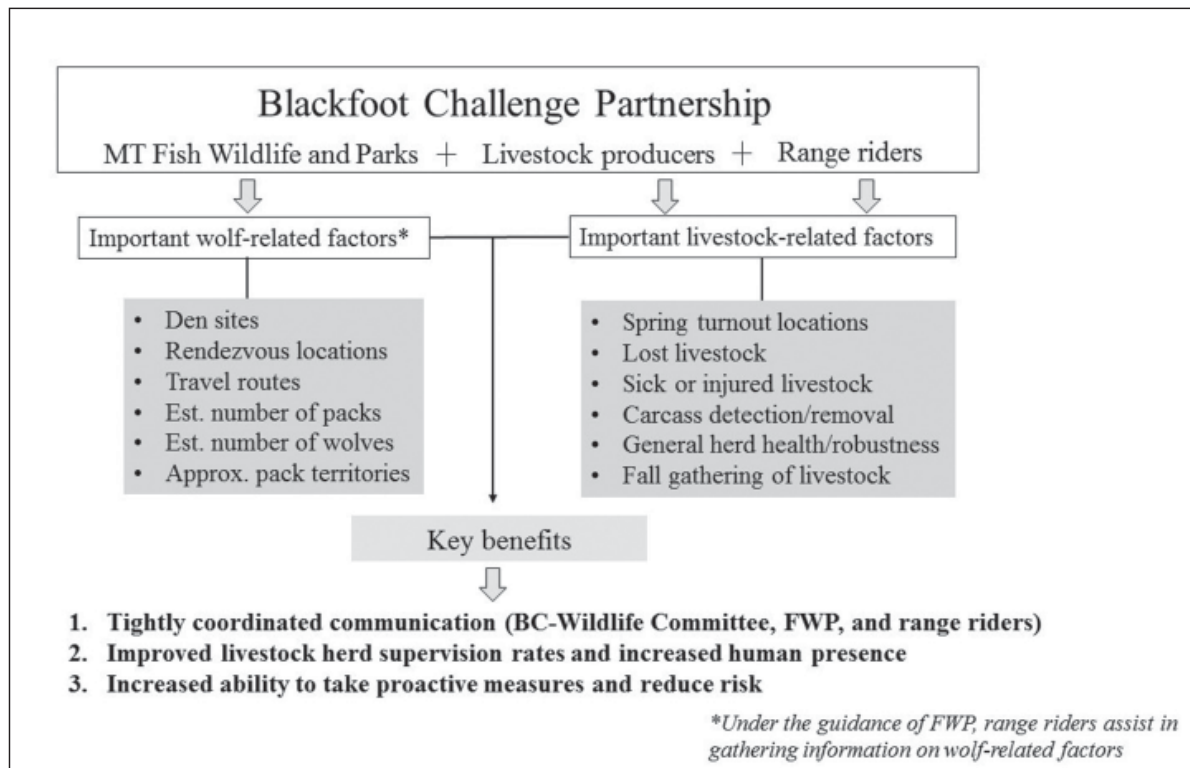 Blackfoot Challenge Partnership
MT Fish Wildlife and Parks + Livestock producers + Range riders
Important wolf-related factors*
Important livestock-related factors
• Den sites
• Rendezvous locations
• Travel routes
• Est. number of packs
• Est. number of wolves
• Approx. pack territories
• Spring turnout locations
• Lost livestock
• Sick or injured livestock
• Carcass detection/removal
• General herd health/robustness
• Fall gathering of livestock
Key benefits
1. Tightly coordinated communication (BC-Wildlife Committee, FWP, and range riders)
2. Improved livestock herd supervision rates and increased human presence
3. Increased ability to take proactive measures and reduce risk
*Under the guidance of FWP, range riders assist in
gathering information on wolf-related factors